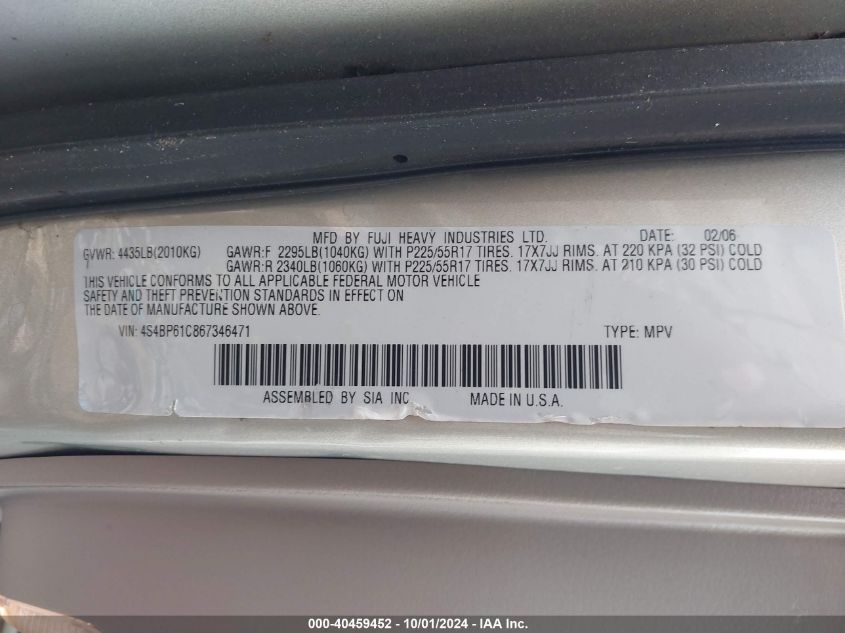 MFD BY FUJI HEAVY INDUSTRIES LTD. DATE: 02/06
GVWR: 4435LB(2010KG) GAWR:F 2295LB(1040KG) WITH P225/55R17 TIRES. 17X7JJ RIMS. AT 220 KPA (32 PSI) COLD
GAWR:R 2340LB(1060KG) WITH P225/55R17 TIRES. 17X7JJ RIMS. AT 210 KPA (30 PSI) COLD
THIS VEHICLE CONFORMS TO ALL APPLICABLE FEDERAL MOTOR VEHICLE
SAFETY AND THEFT PREVENTION STANDARDS IN EFFECT ON
THE DATE OF MANUFACTURE SHOWN ABOVE.
VIN: 4S4BP61C867346471 TYPE: MPV
ASSEMBLED BY SIA INC MADE IN U.S.A.
000-40459452 - 10/01/2024 - IAA Inc.